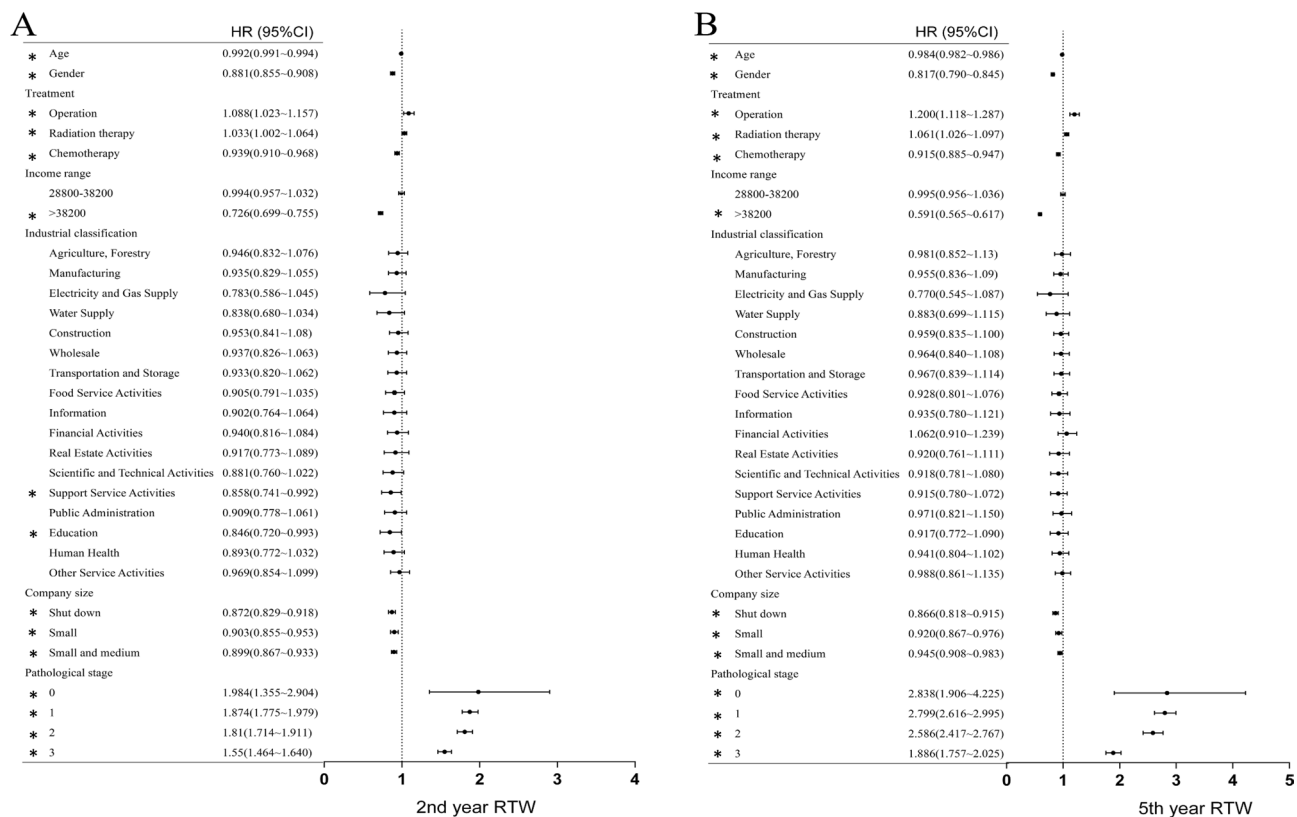 A
HR (95%CI)
* Age 0.992(0.991~0.994)
* Gender 0.881(0.855~0.908)
Treatment
* Operation 1.088(1.023~1.157)
* Radiation therapy 1.033(1.002~1.064)
* Chemotherapy 0.939(0.910~0.968)
Income range
28800-38200 0.994(0.957~1.032)
* >38200 0.726(0.699~0.755)
Industrial classification
Agriculture, Forestry 0.946(0.832~1.076)
Manufacturing 0.935(0.829~1.055)
Electricity and Gas Supply 0.783(0.586~1.045)
Water Supply 0.838(0.680~1.034)
Construction 0.953(0.841~1.08)
Wholesale 0.937(0.826~1.063)
Transportation and Storage 0.933(0.820~1.062)
Food Service Activities 0.905(0.791~1.035)
Information 0.902(0.764~1.064)
Financial Activities 0.940(0.816~1.084)
Real Estate Activities 0.917(0.773~1.089)
Scientific and Technical Activities 0.881(0.760~1.022)
* Support Service Activities 0.858(0.741~0.992)
Public Administration 0.909(0.778~1.061)
* Education 0.846(0.720~0.993)
Human Health 0.893(0.772~1.032)
Other Service Activities 0.969(0.854~1.099)
Company size
* Shut down 0.872(0.829~0.918)
* Small 0.903(0.855~0.953)
* Small and medium 0.899(0.867~0.933)
Pathological stage
* 0 1.984(1.355~2.904)
* 1 1.874(1.775~1.979)
* 2 1.81(1.714~1.911)
* 3 1.55(1.464~1.640)
0 1 2 3 4
2nd year RTW
B
HR (95%CI)
* Age 0.984(0.982~0.986)
* Gender 0.817(0.790~0.845)
Treatment
* Operation 1.200(1.118~1.287)
* Radiation therapy 1.061(1.026~1.097)
* Chemotherapy 0.915(0.885~0.947)
Income range
28800-38200 0.995(0.956~1.036)
* >38200 0.591(0.565~0.617)
Industrial classification
Agriculture, Forestry 0.981(0.852~1.13)
Manufacturing 0.955(0.836~1.09)
Electricity and Gas Supply 0.770(0.545~1.087)
Water Supply 0.883(0.699~1.115)
Construction 0.959(0.835~1.100)
Wholesale 0.964(0.840~1.108)
Transportation and Storage 0.967(0.839~1.114)
Food Service Activities 0.928(0.801~1.076)
Information 0.935(0.780~1.121)
Financial Activities 1.062(0.910~1.239)
Real Estate Activities 0.920(0.761~1.111)
Scientific and Technical Activities 0.918(0.781~1.080)
Support Service Activities 0.915(0.780~1.072)
Public Administration 0.971(0.821~1.150)
Education 0.917(0.772~1.090)
Human Health 0.941(0.804~1.102)
Other Service Activities 0.988(0.861~1.135)
Company size
* Shut down 0.866(0.818~0.915)
* Small 0.920(0.867~0.976)
* Small and medium 0.945(0.908~0.983)
Pathological stage
* 0 2.838(1.906~4.225)
* 1 2.799(2.616~2.995)
* 2 2.586(2.417~2.767)
* 3 1.886(1.757~2.025)
0 1 2 3 4 5
5th year RTW